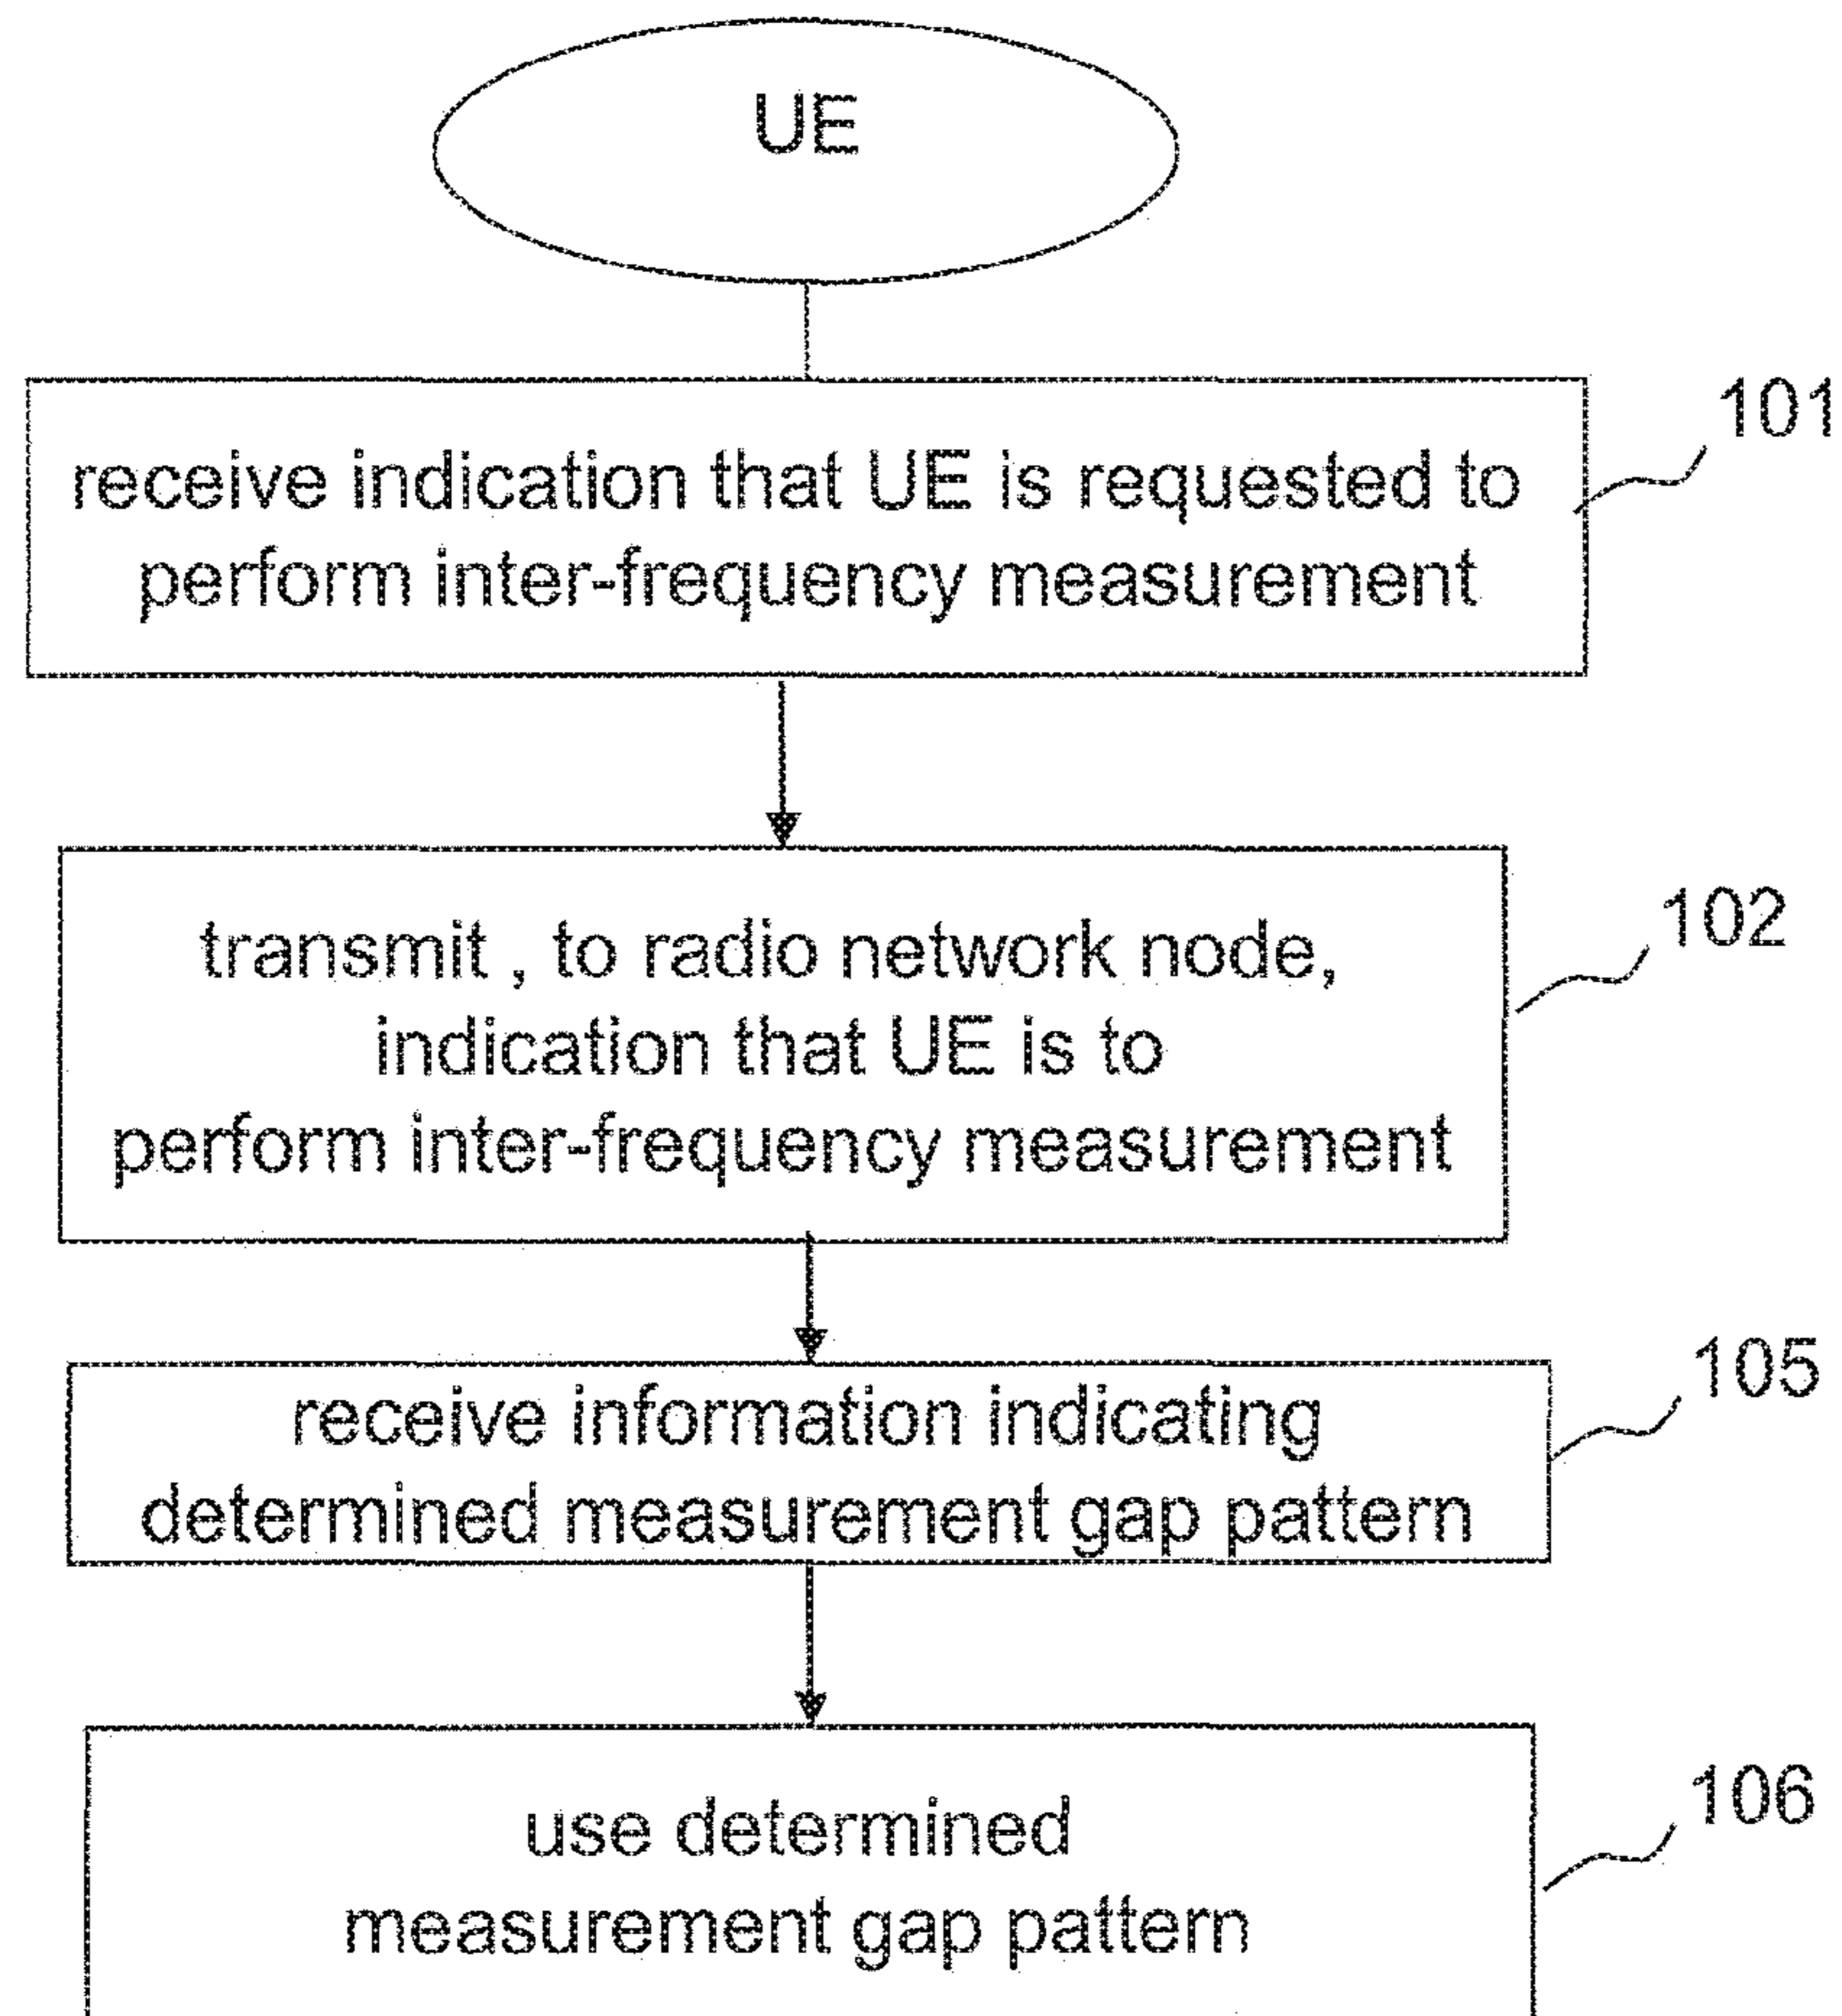 UE
101
receive indication that UE is requested to
perform inter-frequency measurement
102
transmit , to radio network node,
indication that UE is to
perform inter-frequency measurement
105
receive information indicating
determined measurement gap pattern
106
use determined
measurement gap pattern